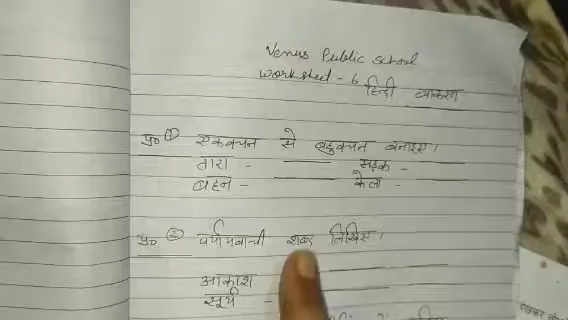 Venus Public School
Worksheet - 6
हिन्दी व्याकरण
प्र० ① एकवचन से बहुवचन बनाइए।
तारा - सड़क -
बहन - केला -
प्र० ② पर्यायवाची शब्द लिखिए।
आकाश
सूर्य -